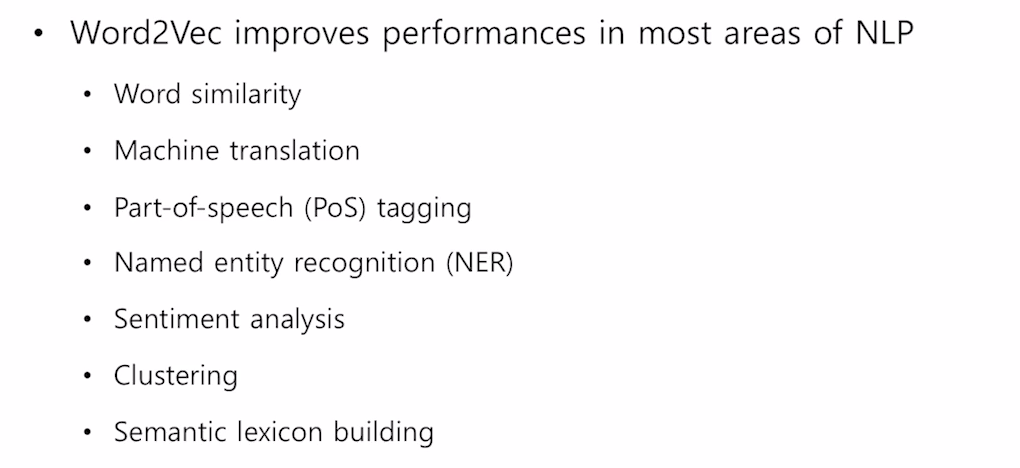 • Word2Vec improves performances in most areas of NLP
• Word similarity
• Machine translation
• Part-of-speech (PoS) tagging
• Named entity recognition (NER)
• Sentiment analysis
• Clustering
• Semantic lexicon building